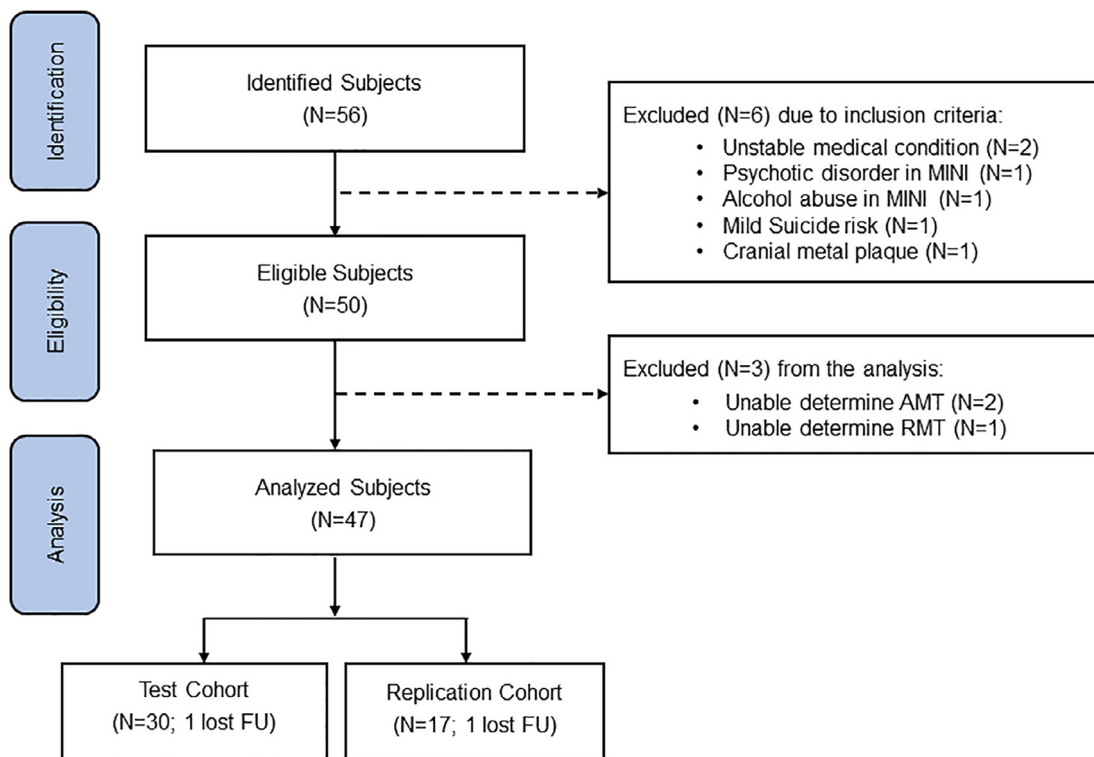 Identification
Identified Subjects
(N=56)
Excluded (N=6) due to inclusion criteria:
• Unstable medical condition (N=2)
• Psychotic disorder in MINI (N=1)
• Alcohol abuse in MINI (N=1)
• Mild Suicide risk (N=1)
• Cranial metal plaque (N=1)
Eligibility
Eligible Subjects
(N=50)
Excluded (N=3) from the analysis:
• Unable determine AMT (N=2)
• Unable determine RMT (N=1)
Analysis
Analyzed Subjects
(N=47)
Test Cohort
(N=30; 1 lost FU)
Replication Cohort
(N=17; 1 lost FU)